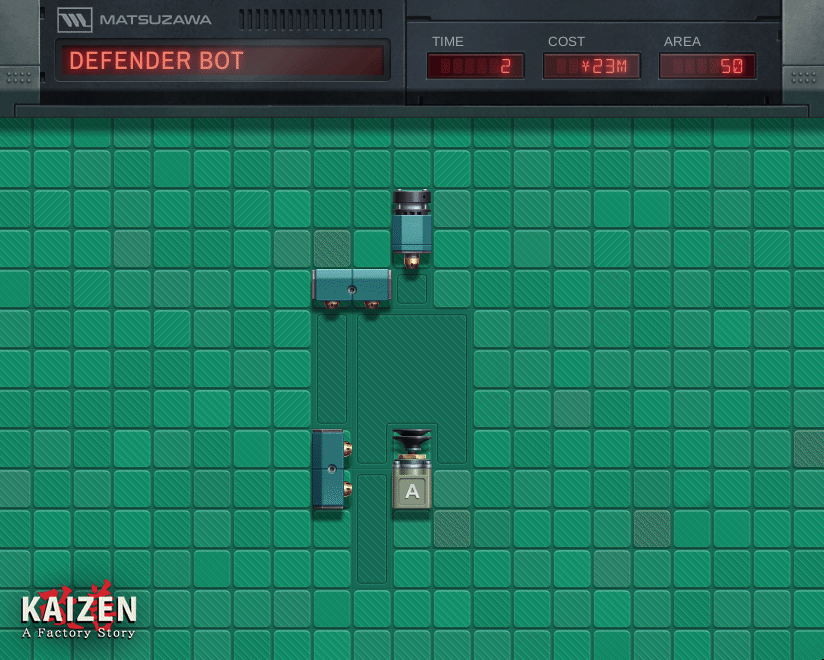 MATSUZAWA
DEFENDER BOT
TIME
COST
AREA
2
¥23M
50
A
KAIZEN
A Factory Story